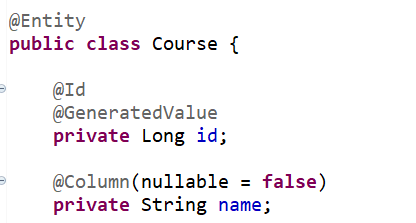 @Entity
public class Course {
@Id
@GeneratedValue
private Long id;
@Column(nullable = false)
private String name;